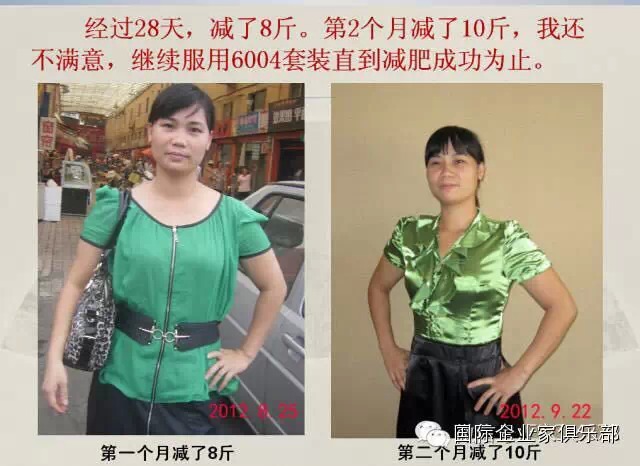 经过28天，减了8斤。第2个月减了10斤，我还
不满意，继续服用6004套装直到减肥成功为止。
2012.8.25
2012.9.22
国际企业家俱乐部
第一个月减了8斤
第二个月减了10斤